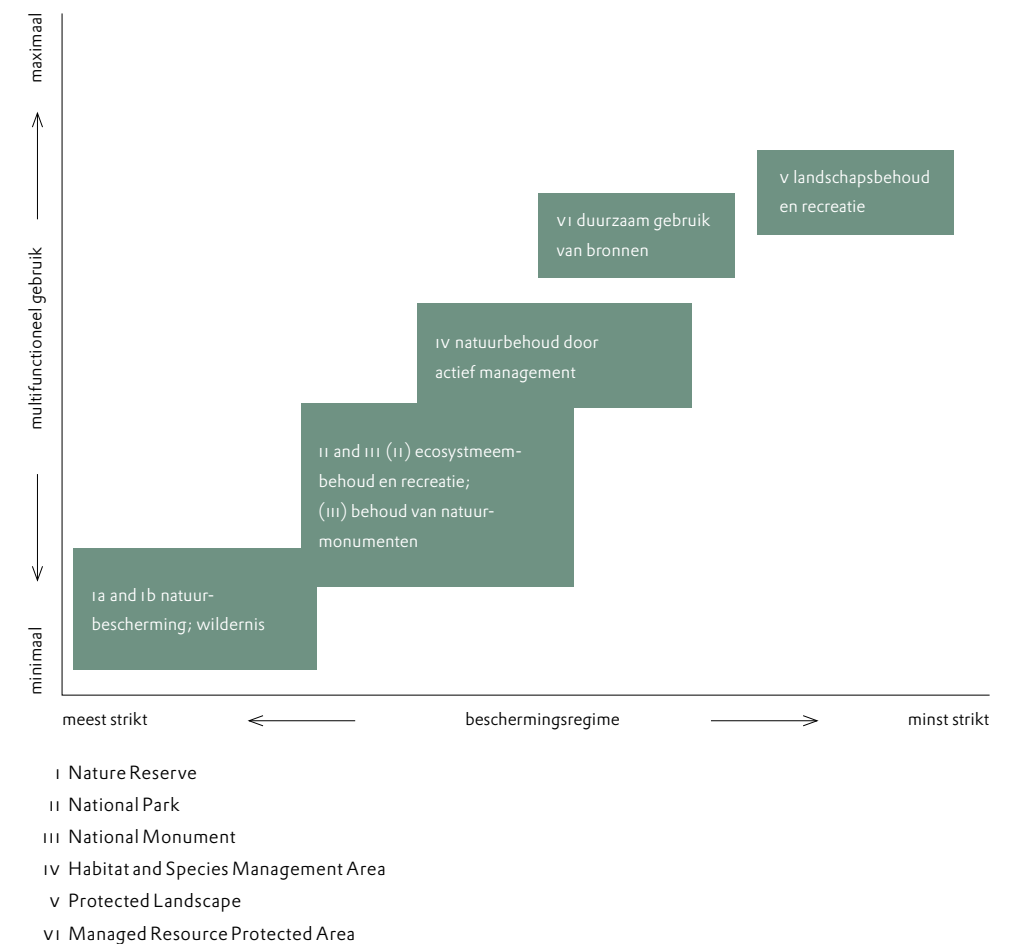 maximaal
multifunctioneel gebruik
minimaal
v landschapsbehoud
en recreatie
vi duurzaam gebruik
van bronnen
iv natuurbehoud door
actief management
ii and iii (ii) ecosystmeem-
behoud en recreatie;
(iii) behoud van natuur-
monumenten
ia and ib natuur-
bescherming; wildernis
meest strikt
beschermingsregime
minst strikt
i Nature Reserve
ii National Park
iii National Monument
iv Habitat and Species Management Area
v Protected Landscape
vi Managed Resource Protected Area